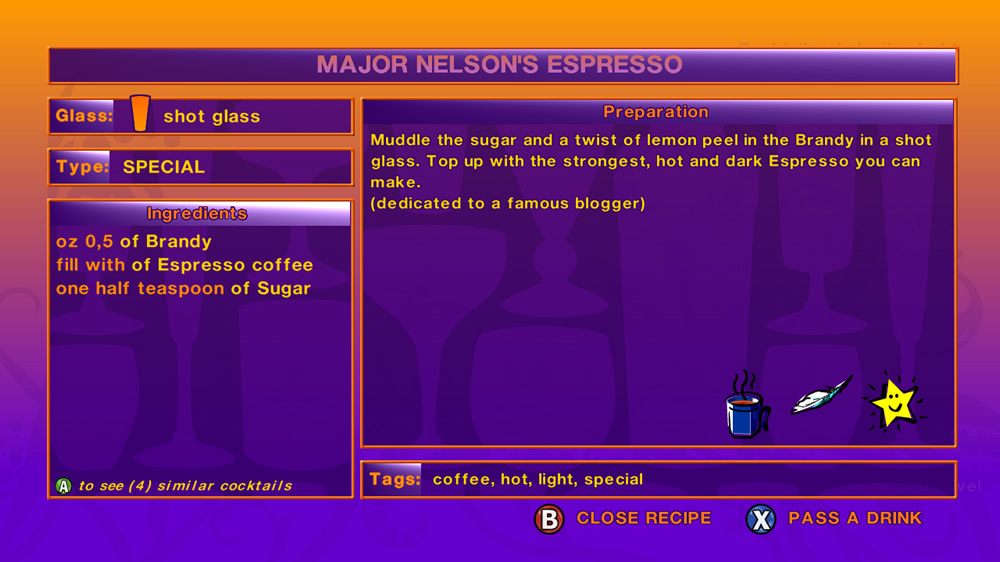 MAJOR NELSON'S ESPRESSO
Glass: shot glass
Type: SPECIAL
Ingredients
oz 0,5 of Brandy
fill with of Espresso coffee
one half teaspoon of Sugar
A to see (4) similar cocktails
Preparation
Muddle the sugar and a twist of lemon peel in the Brandy in a shot
glass. Top up with the strongest, hot and dark Espresso you can
make.
(dedicated to a famous blogger)
Tags: coffee, hot, light, special
B CLOSE RECIPE X PASS A DRINK